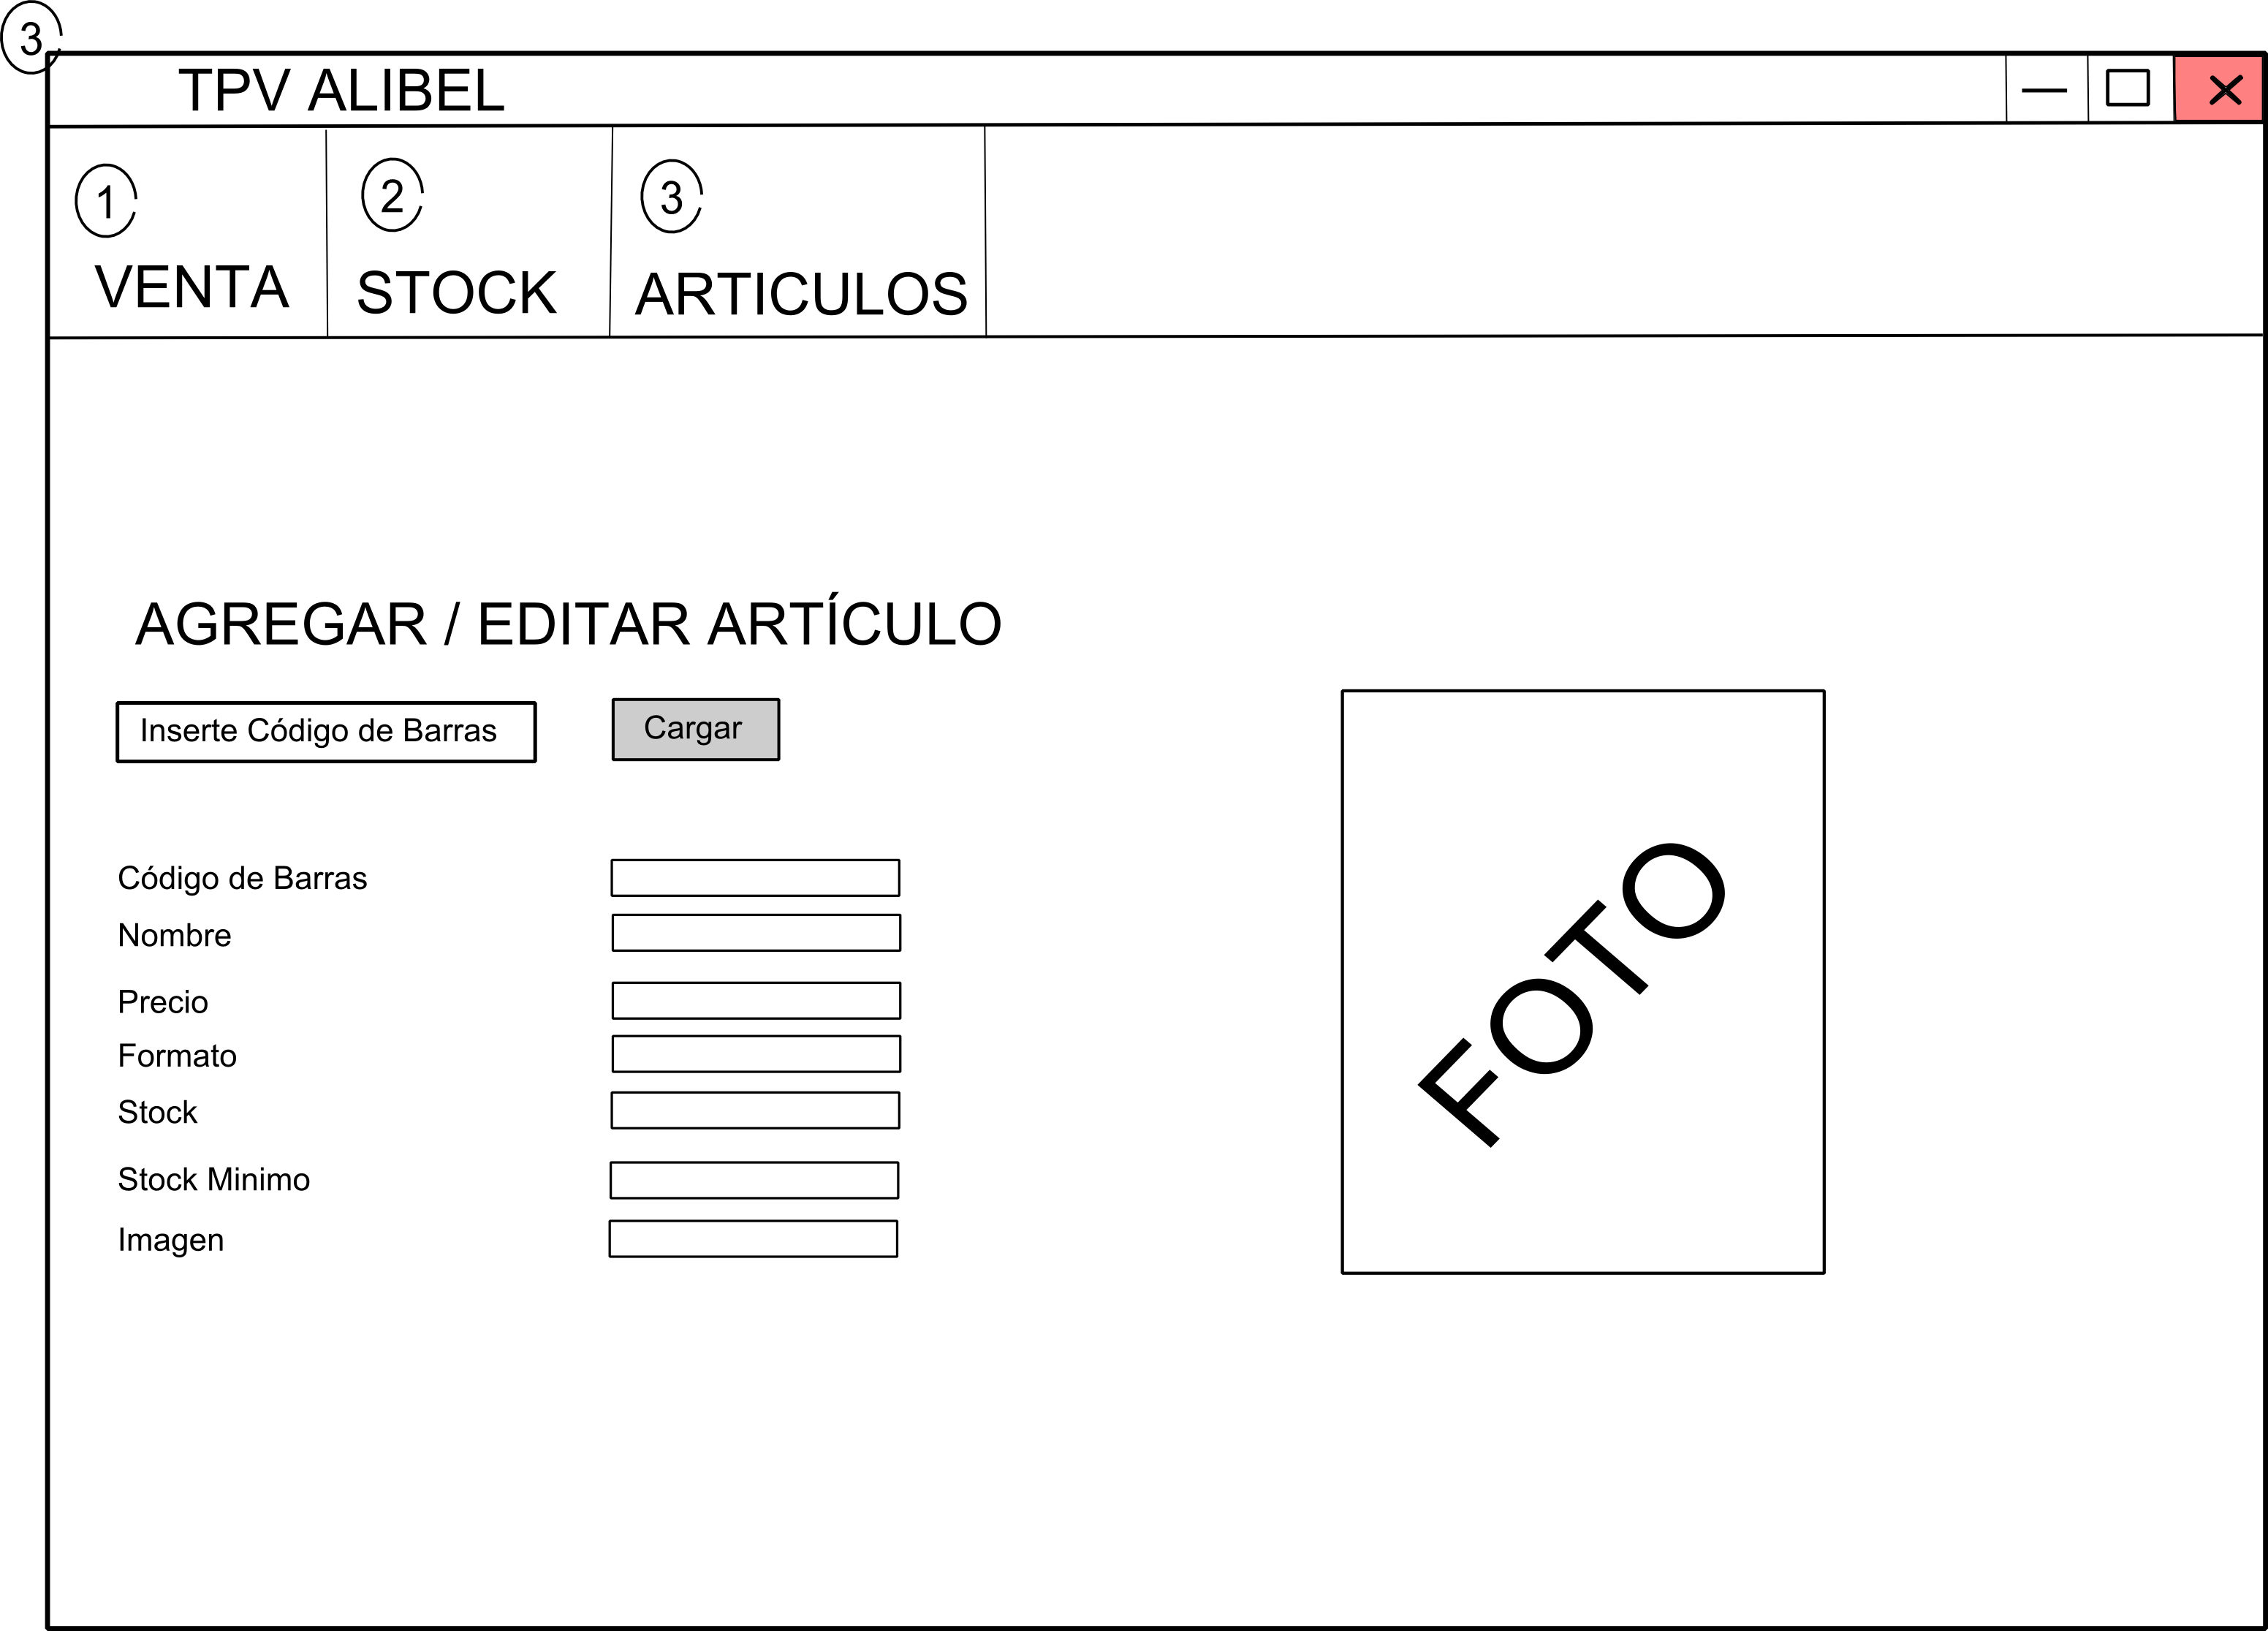 3
TPV ALIBEL
1
2
3
VENTA
STOCK
ARTICULOS
AGREGAR / EDITAR ARTÍCULO
Inserte Código de Barras
Cargar
Código de Barras
Nombre
Precio
Formato
Stock
Stock Minimo
Imagen
FOTO